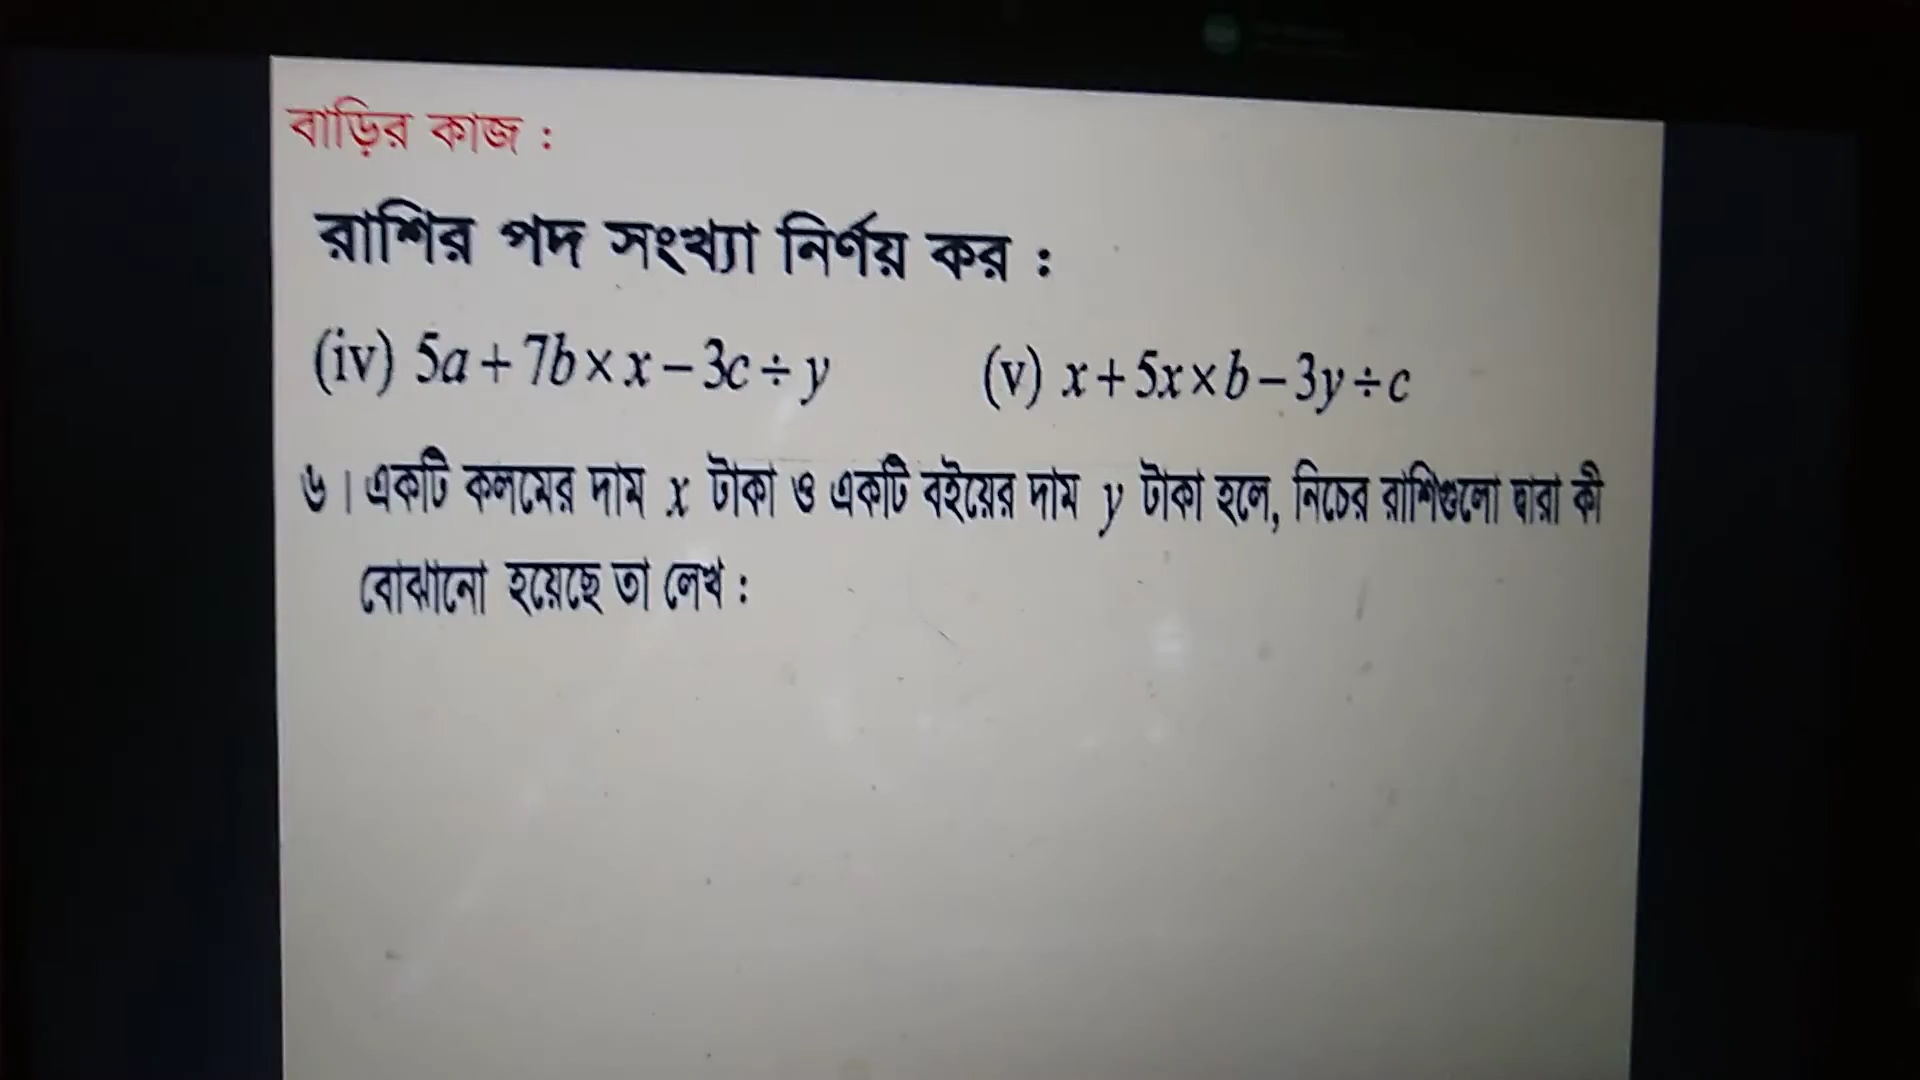 বাড়ির কাজ :
রাশির পদ সংখ্যা নির্ণয় কর :
(iv) 5a + 7b × x − 3c ÷ y (v) x + 5x × b − 3y ÷ c
৬। একটি কলমের দাম x টাকা ও একটি বইয়ের দাম y টাকা হলে, নিচের রাশিগুলো দ্বারা কী
বোঝানো হয়েছে তা লেখ :